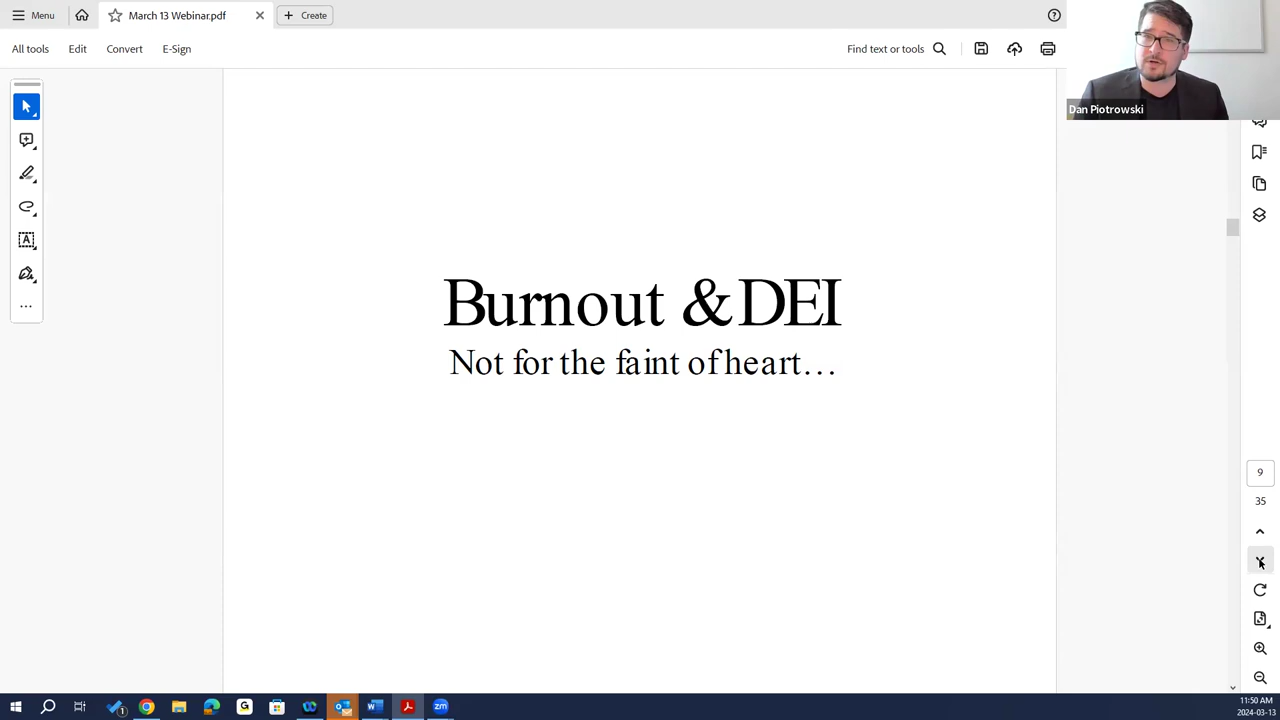 Menu
March 13 Webinar.pdf
Create
All tools
Edit
Convert
E-Sign
Find text or tools
Dan Piotrowski
Burnout & DEI
Not for the faint of heart...
9
35
11:50 AM
2024-03-13